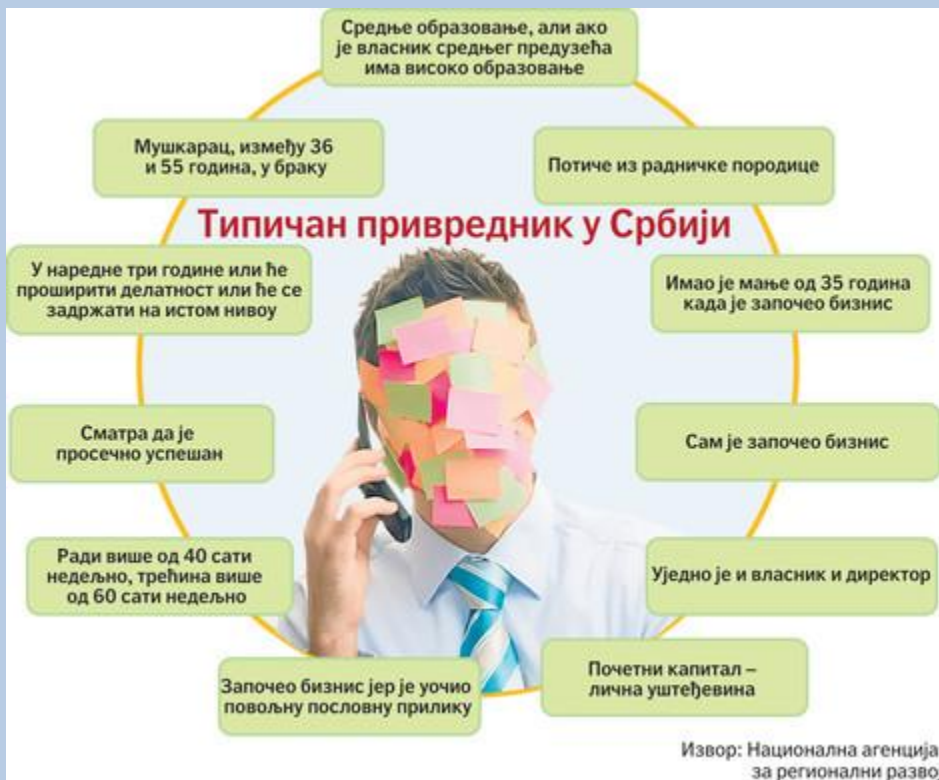 Средње образовање, али ако
је власник средњег предузећа
има високо образовање
Мушкарац, између 36
и 55 година, у браку
Потиче из радничке породице
Типичан привредник у Србији
У наредне три године или ће
проширити делатност или ће се
задржати на истом нивоу
Имао је мање од 35 година
када је започео бизнис
Сматра да је
просечно успешан
Сам је започео бизнис
Ради више од 40 сати
недељно, трећина више
од 60 сати недељно
Уједно је и власник и директор
Започео бизнис јер је уочио
повољну пословну прилику
Почетни капитал –
лична уштеђевина
Извор: Национална агенција
за регионални разво